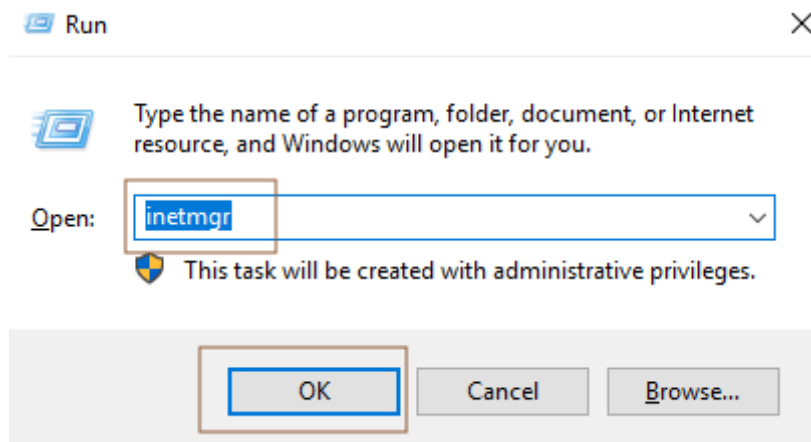 Run
Type the name of a program, folder, document, or Internet
resource, and Windows will open it for you.
Open: inetmgr
This task will be created with administrative privileges.
OK Cancel Browse...